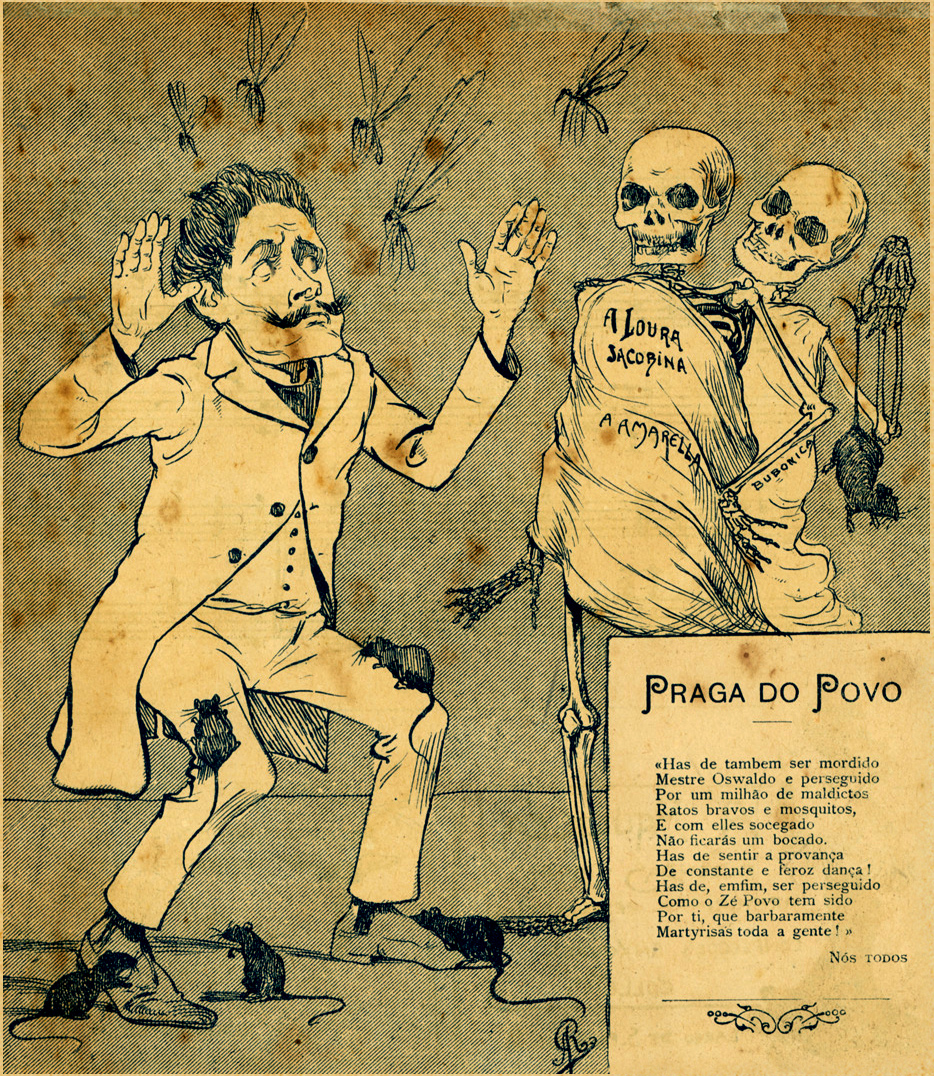 A LOURA
JACOBINA
A AMARELLA
BUBONICA
PRAGA DO POVO
«Has de tambem ser mordido
Mestre Oswaldo e perseguido
Por um milhão de maldictos
Ratos bravos e mosquitos,
E com elles socegado
Não ficarás um bocado.
Has de sentir a provança
De constante e feroz dança!
Has de, emfim, ser perseguido
Como o Zé Povo tem sido
Por ti, que barbaramente
Martyrisas toda a gente! »
NÓS TODOS